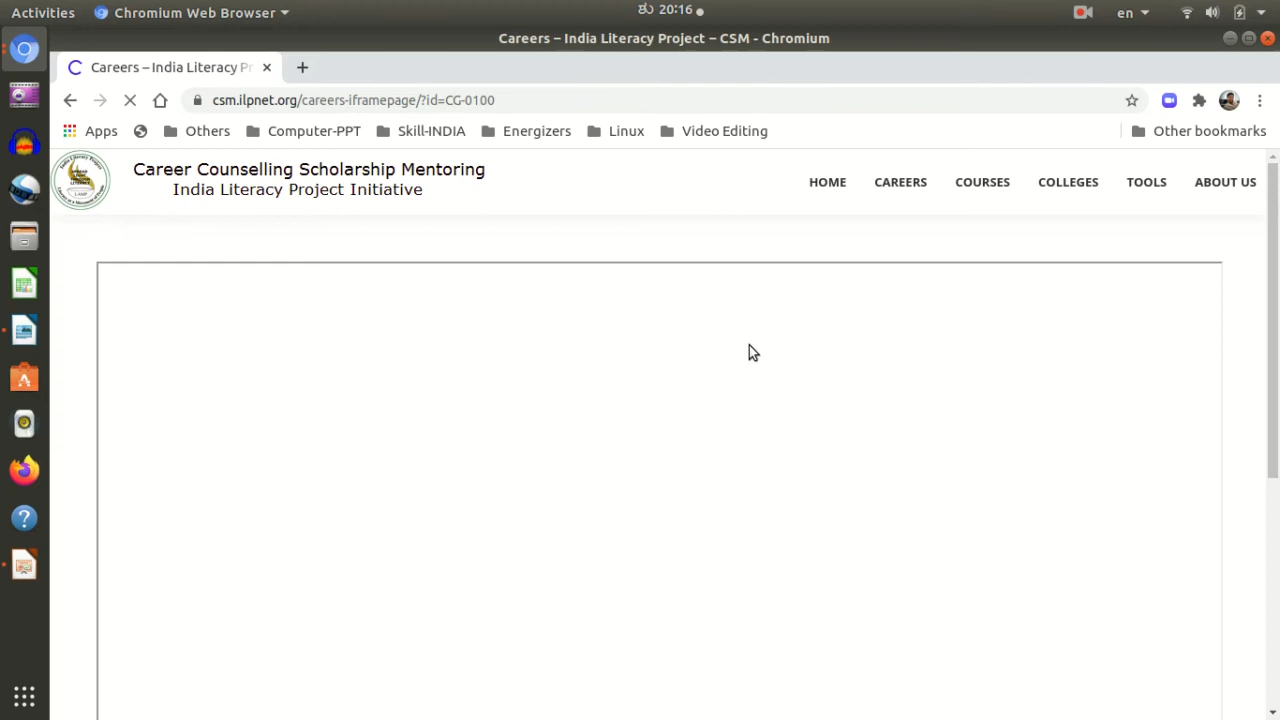 Activities
Chromium Web Browser
ಶು 20:16
en
Careers – India Literacy Project – CSM - Chromium
Careers – India Literacy Pr
csm.ilpnet.org/careers-iframepage/?id=CG-0100
Apps
Others
Computer-PPT
Skill-INDIA
Energizers
Linux
Video Editing
Other bookmarks
Career Counselling Scholarship Mentoring
India Literacy Project Initiative
HOME
CAREERS
COURSES
COLLEGES
TOOLS
ABOUT US